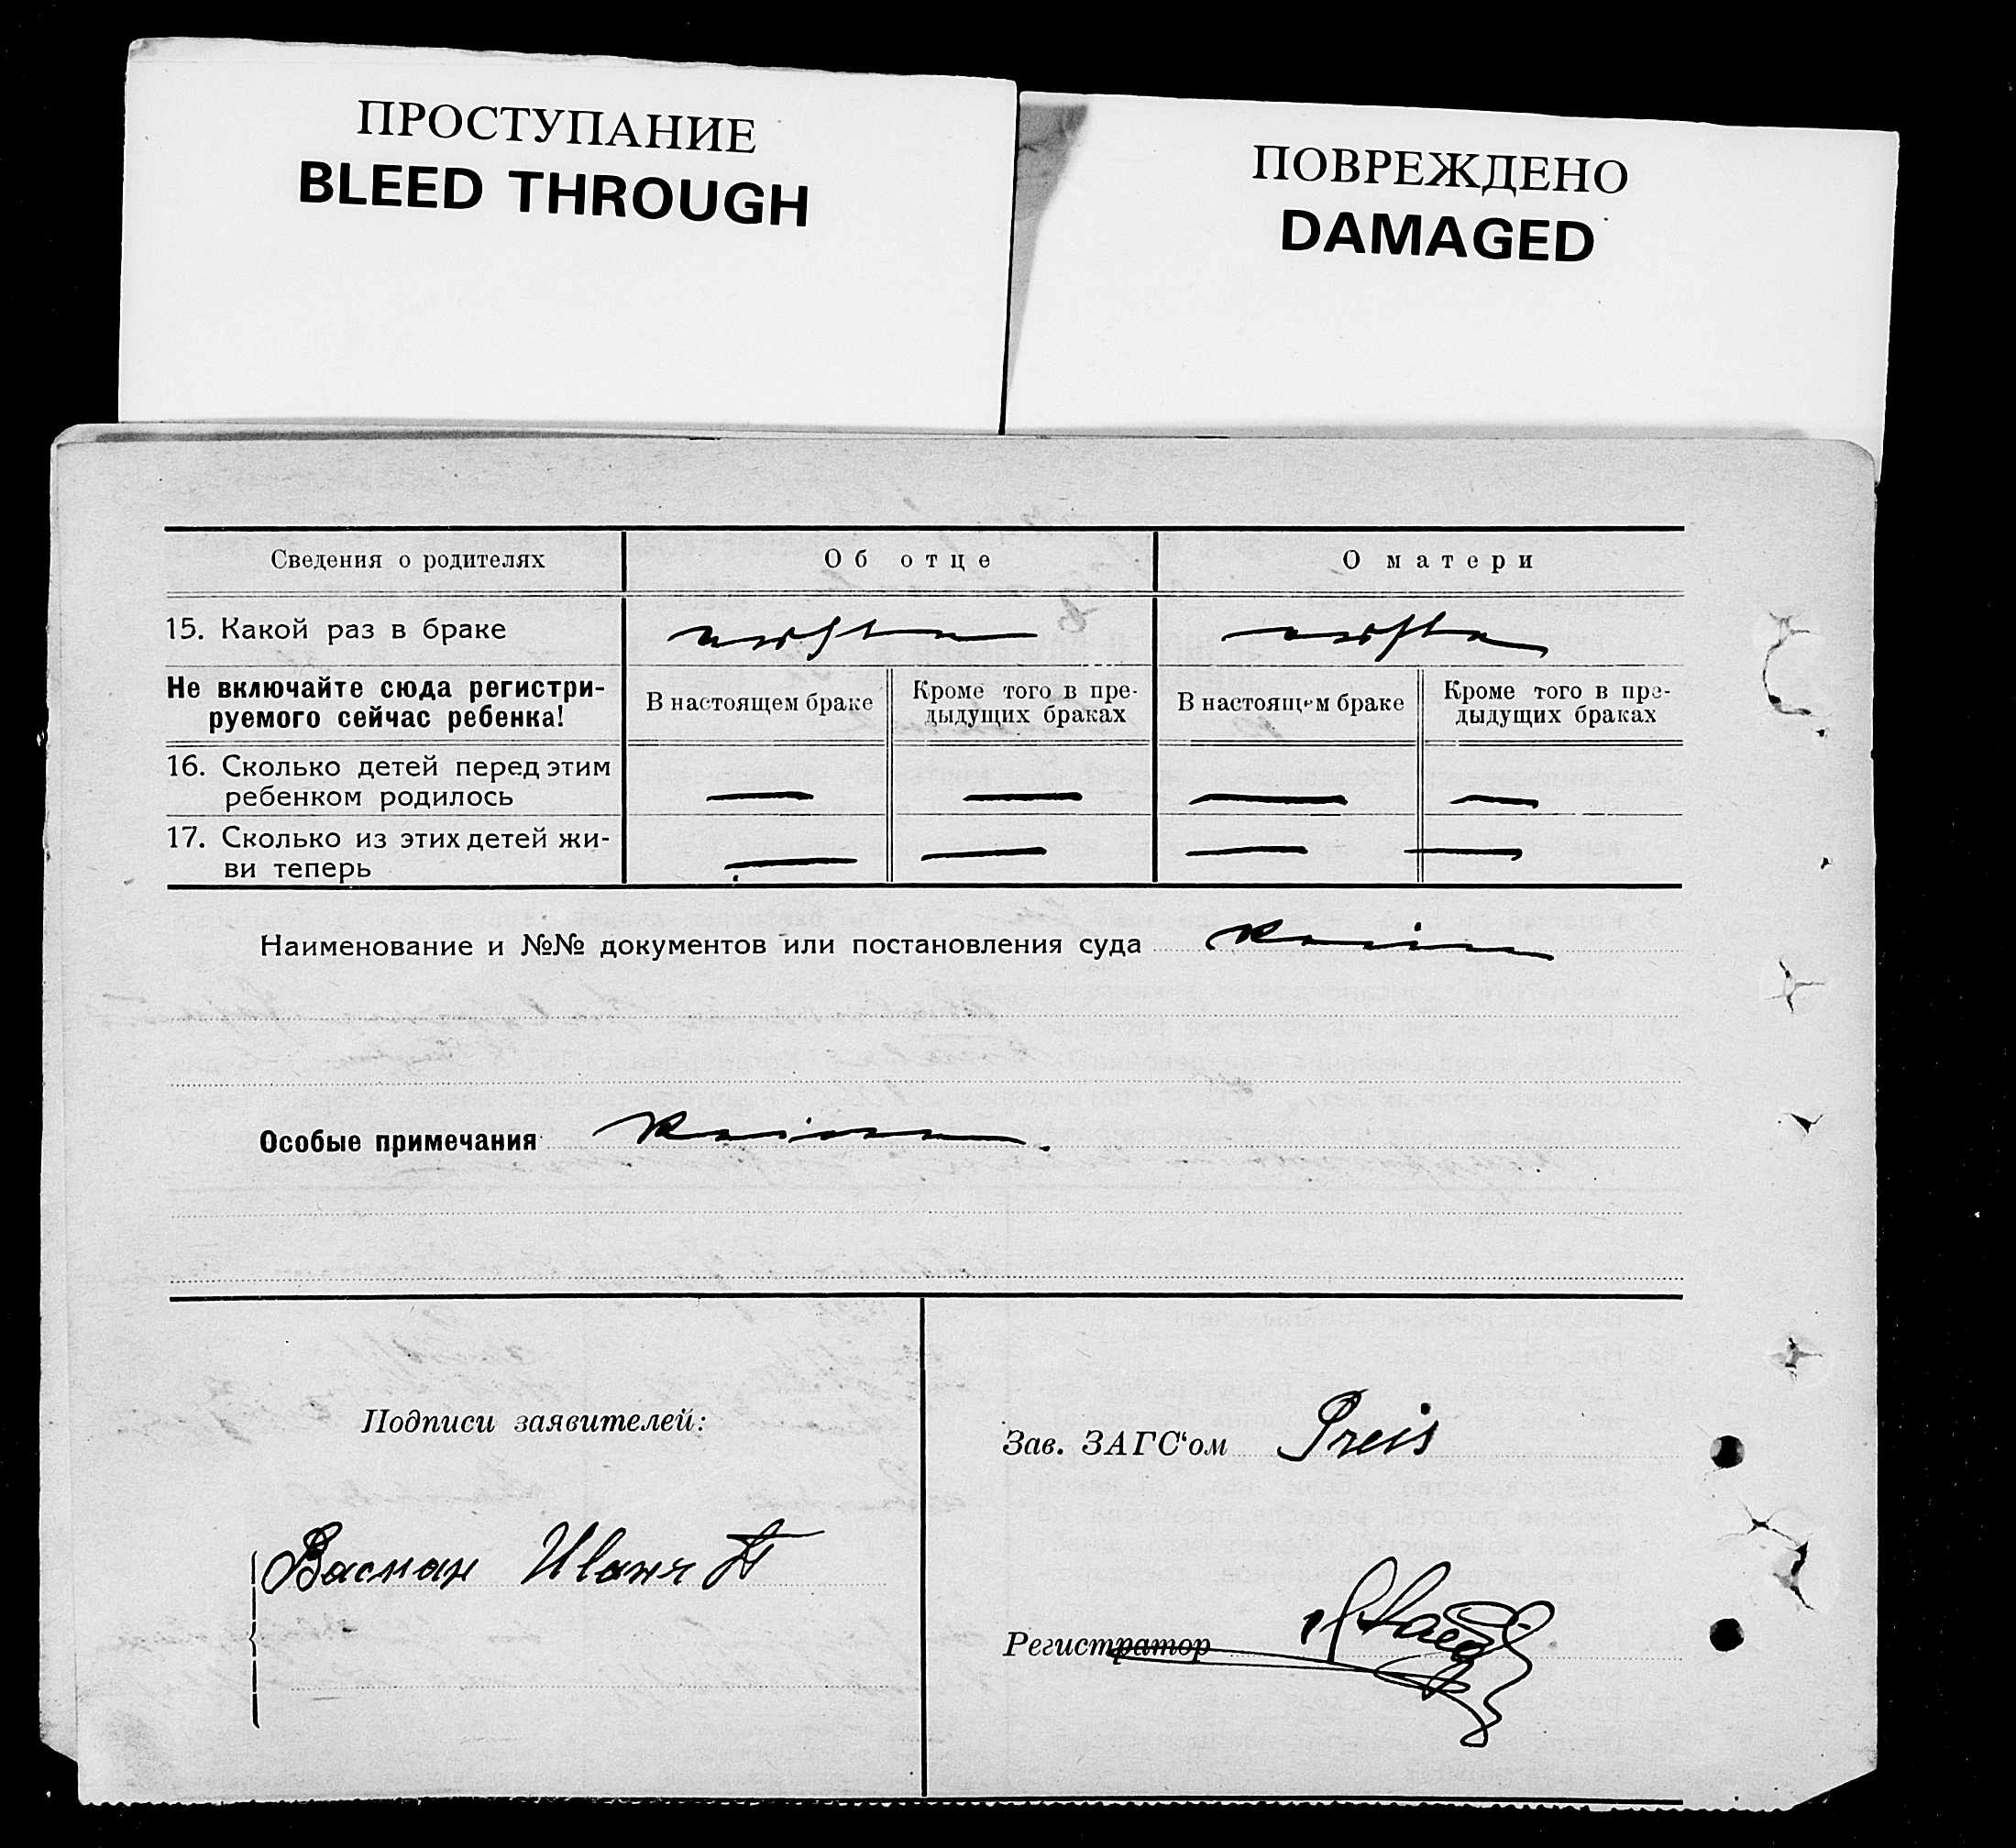 ПРОСТУПАНИЕ
BLEED THROUGH
ПОВРЕЖДЕНО
DAMAGED
Сведения о родителях Об отце О матери
15. Какой раз в браке
Не включайте сюда регистри-
руемого сейчас ребенка!
В настоящем браке
Кроме того в пре-
дыдущих браках
В настоящем браке
Кроме того в пре-
дыдущих браках
16. Сколько детей перед этим
ребенком родилось
17. Сколько из этих детей жи-
ви теперь
Наименование и №№ документов или постановления суда
Особые примечания
Подписи заявителей:
Зав. ЗАГС‘ом Preis
Регистратор